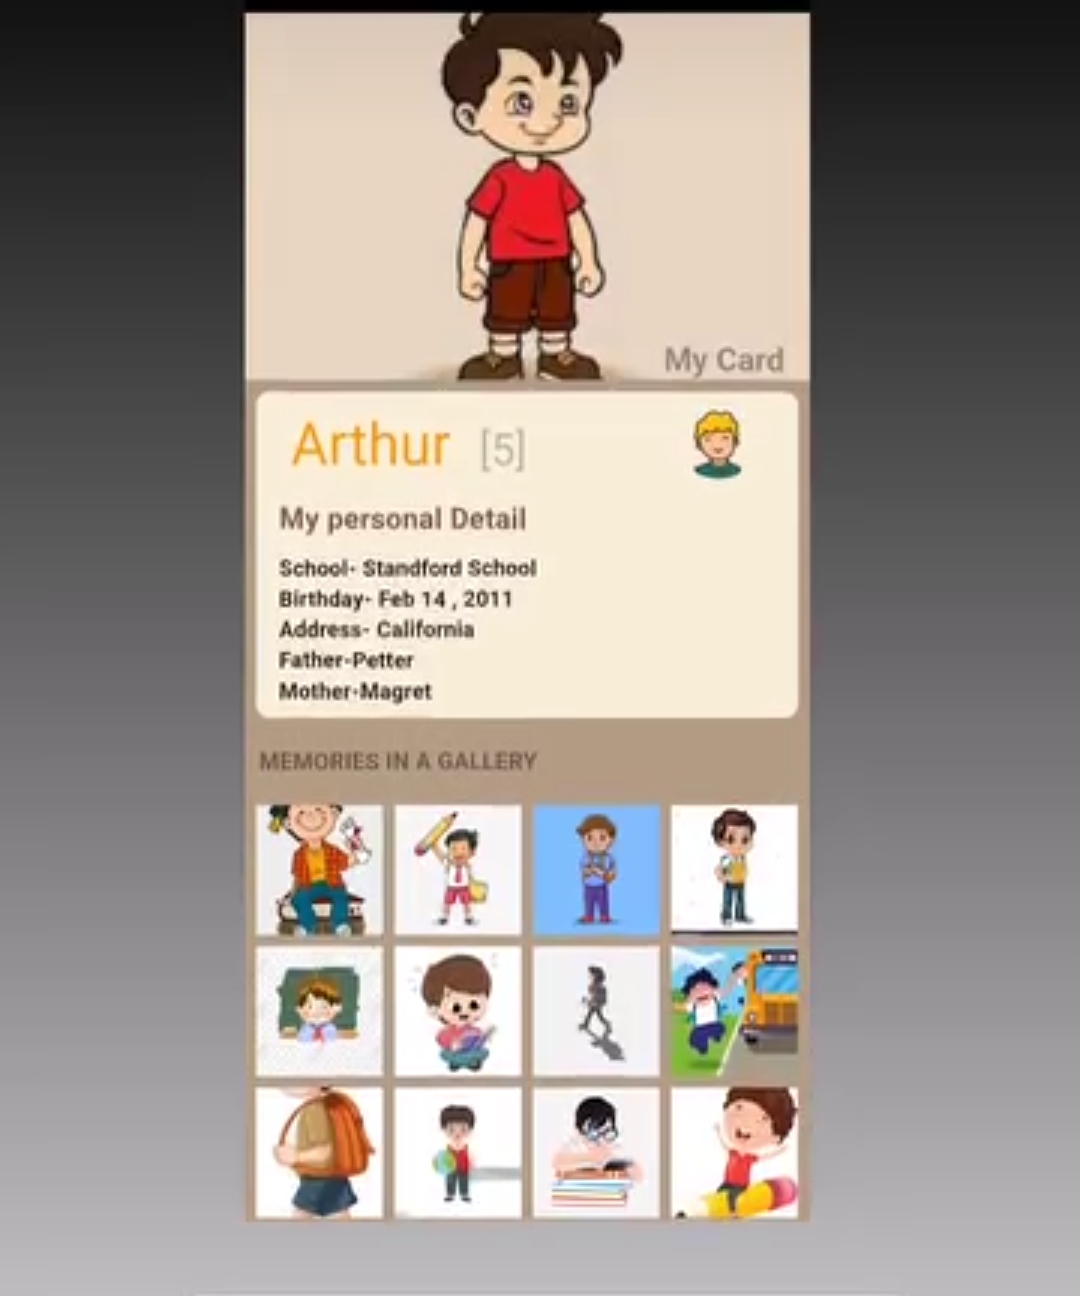 My Card
Arthur [5]
My personal Detail
School- Standford School
Birthday- Feb 14 , 2011
Address- California
Father-Petter
Mother-Magret
MEMORIES IN A GALLERY